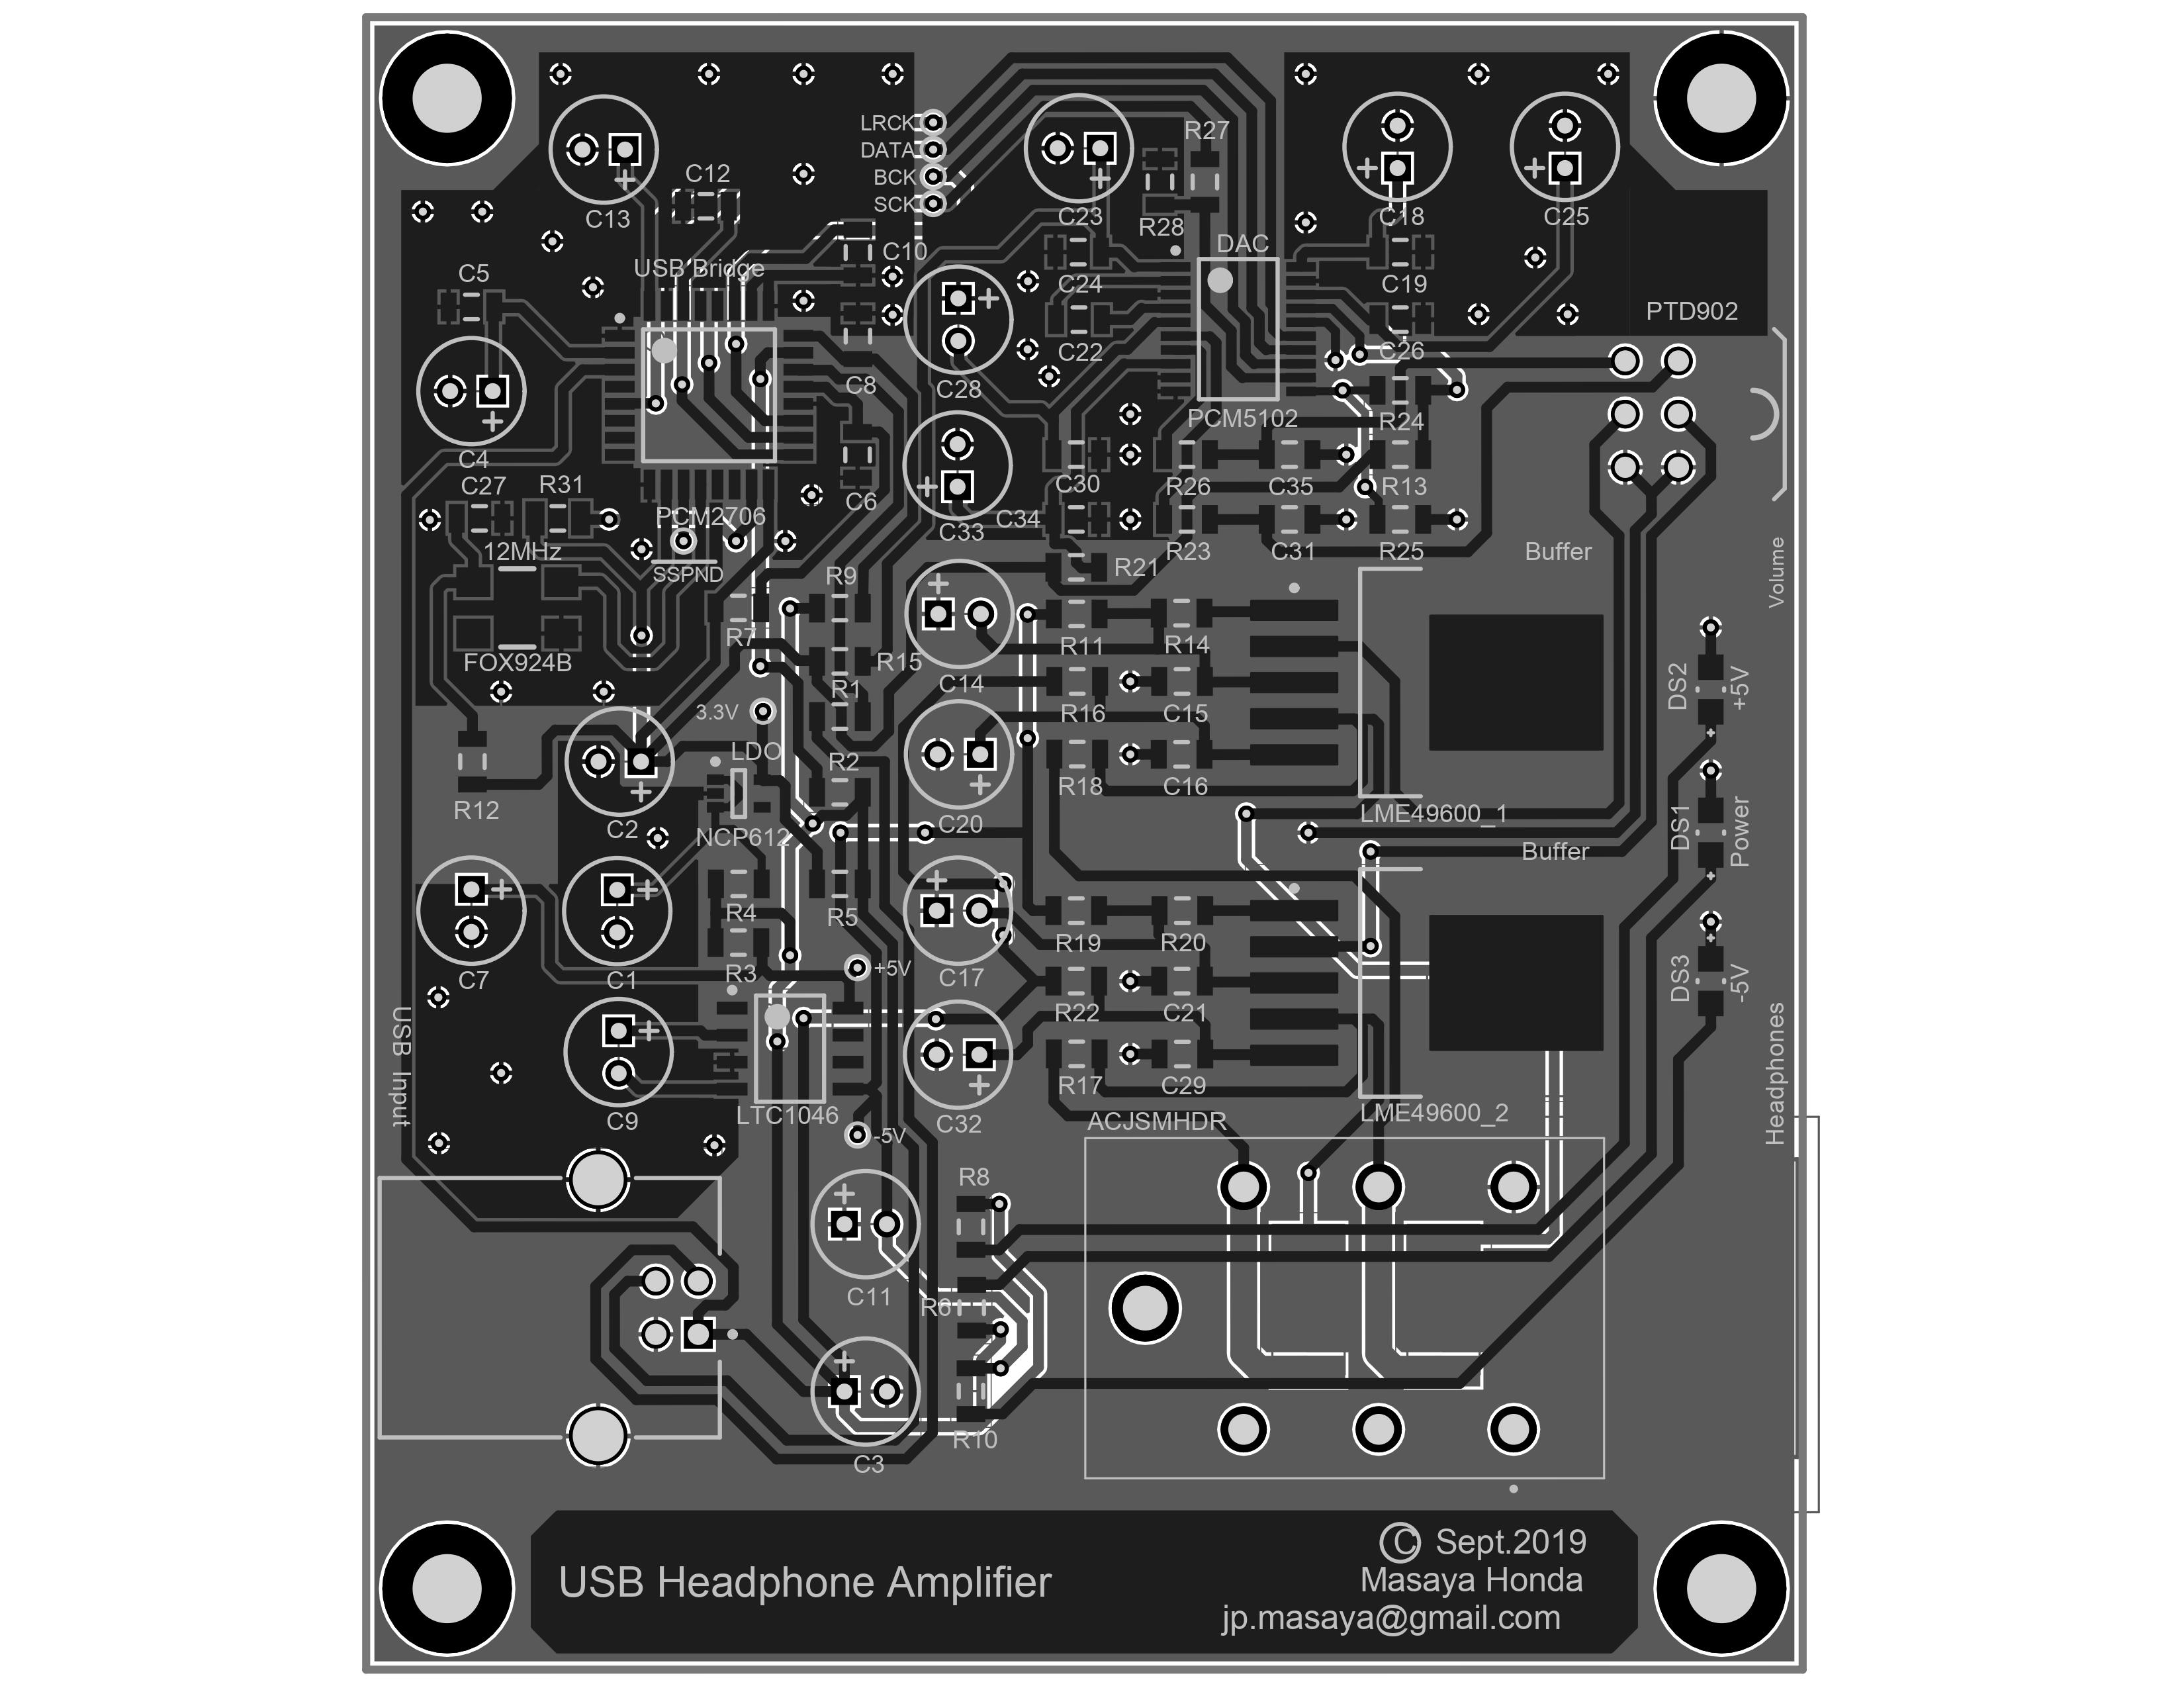 LRCK
DATA
BCK
SCK
R27
C12
C13
C23
R28
C18
C25
DAC
C10
USB Bridge
C5
C24
C19
PTD902
C22
C26
C8
C28
PCM5102
R24
C4
C27
R31
C6
C30
R26
C35
R13
PCM2706
C33
C34
12MHz
R23
C31
R25
Buffer
SSPND
R9
R21
Volume
R7
R11
R14
FOX924B
R15
C14
R1
DS2
+5V
3.3V
R16
C15
LDO
R2
R18
C16
R12
C2
NCP612
C20
LME49600_1
DS1
Power
Buffer
R4
R5
R19
R20
C7
C1
R3
+5V
C17
DS3
-5V
R22
C21
USB Input
Headphones
R17
C29
C9
LTC1046
-5V
C32
ACJSMHDR
LME49600_2
R8
C11
R6
R10
C3
© Sept.2019
USB Headphone Amplifier
Masaya Honda
jp.masaya@gmail.com